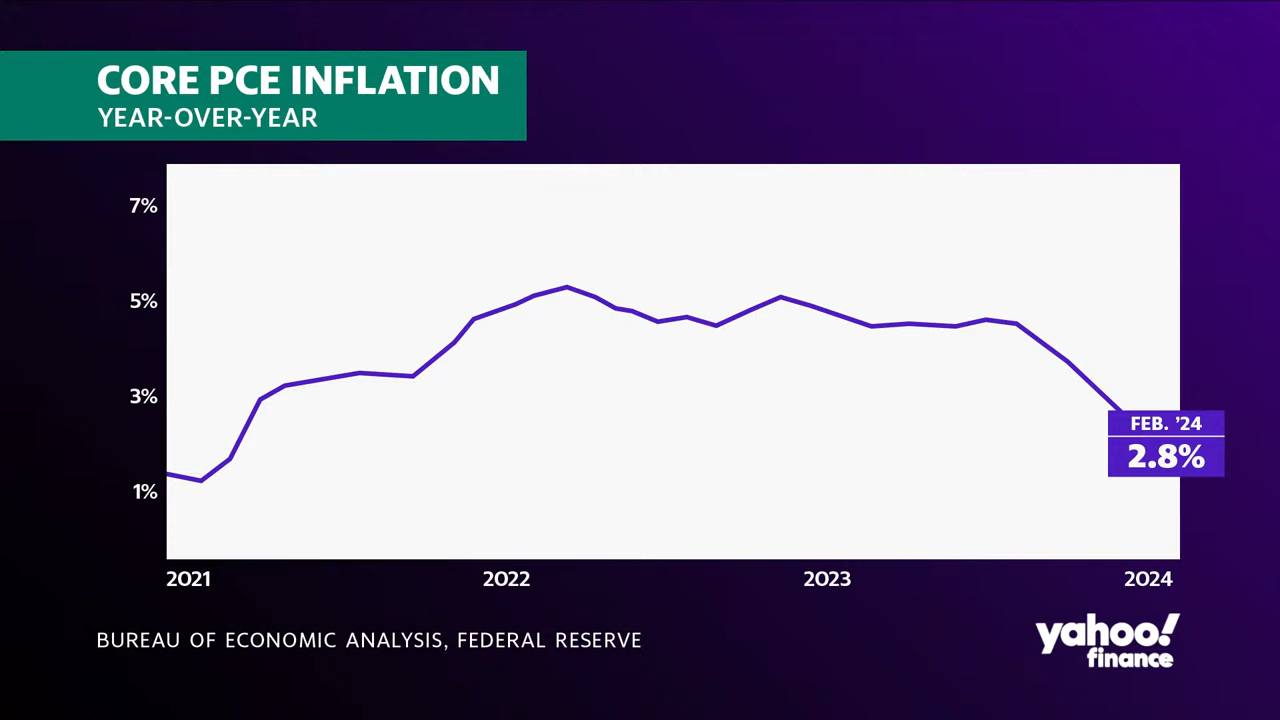 CORE PCE INFLATION
YEAR-OVER-YEAR
7%
5%
3%
1%
FEB. ’24
2.8%
2021 2022 2023 2024
BUREAU OF ECONOMIC ANALYSIS, FEDERAL RESERVE
yahoo!
finance